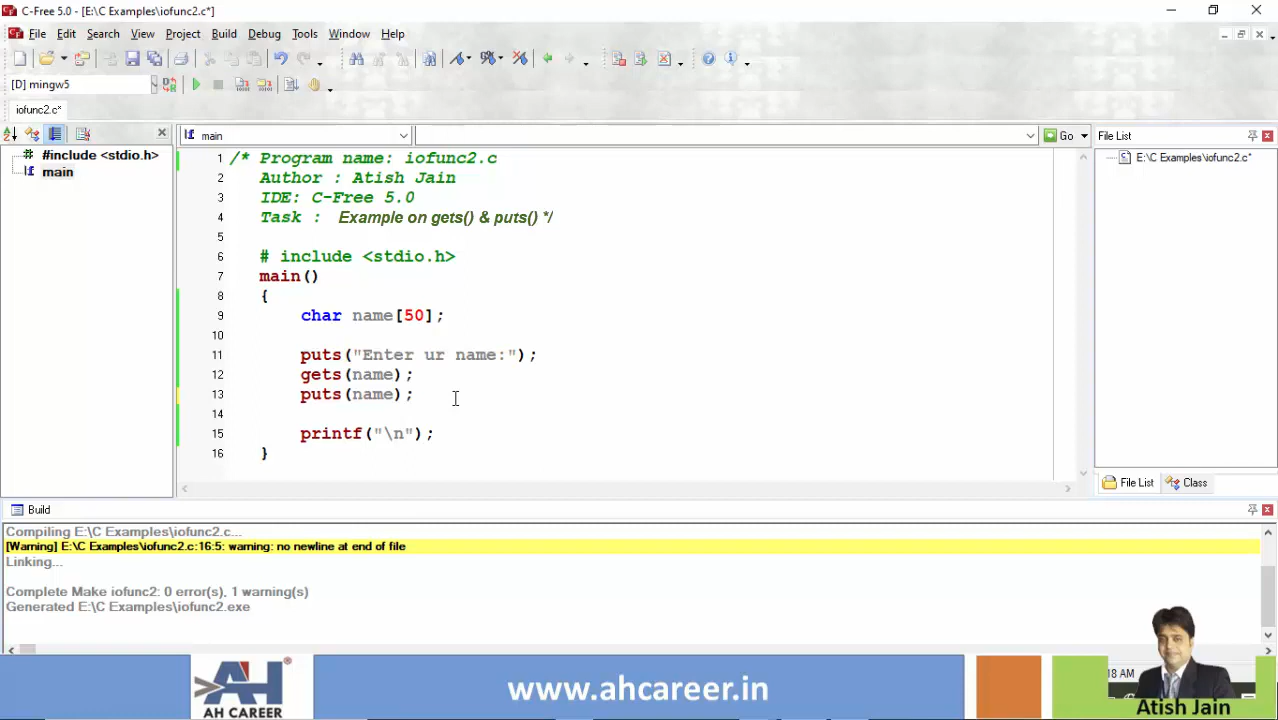 C-Free 5.0 - [E:\C Examples\iofunc2.c*]
File Edit Search View Project Build Debug Tools Window Help
[D] mingw5
iofunc2.c*
main
Go
File List
#include <stdio.h>
main
E:\C Examples\iofunc2.c*
1 /* Program name: iofunc2.c
2 Author : Atish Jain
3 IDE: C-Free 5.0
4 Task : Example on gets() & puts() */
5
6 # include <stdio.h>
7 main()
8 {
9 char name[50];
10
11 puts("Enter ur name:");
12 gets(name);
13 puts(name);
14
15 printf("\n");
16 }
File List Class
Build
Compiling E:\C Examples\iofunc2.c...
[Warning] E:\C Examples\iofunc2.c:16:5: warning: no newline at end of file
Linking...
Complete Make iofunc2: 0 error(s), 1 warning(s)
Generated E:\C Examples\iofunc2.exe
18 AM
AH
AH CAREER
www.ahcareer.in
Atish Jain